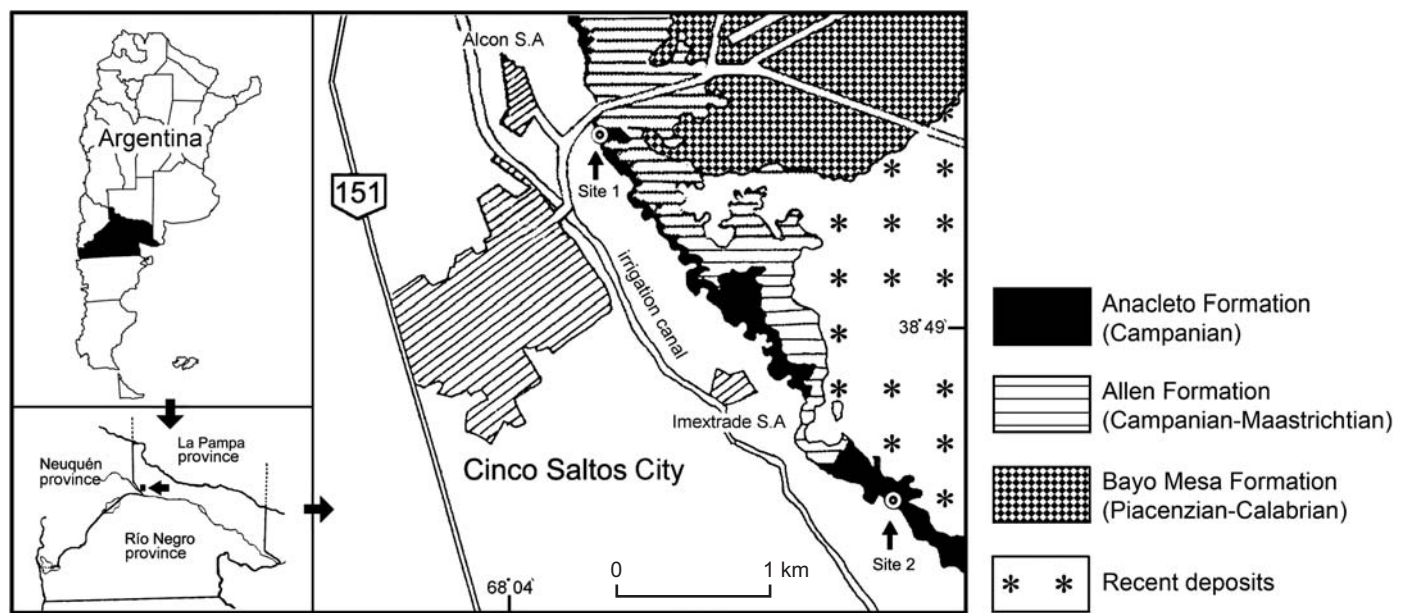 Argentina
Neuquén
province
La Pampa
province
Río Negro
province
Alcon S.A
151
Site 1
irrigation canal
38° 49'
Imextrade S.A
Cinco Saltos City
Site 2
68° 04'
0 1 km
Anacleto Formation
(Campanian)
Allen Formation
(Campanian-Maastrichtian)
Bayo Mesa Formation
(Piacenzian-Calabrian)
Recent deposits